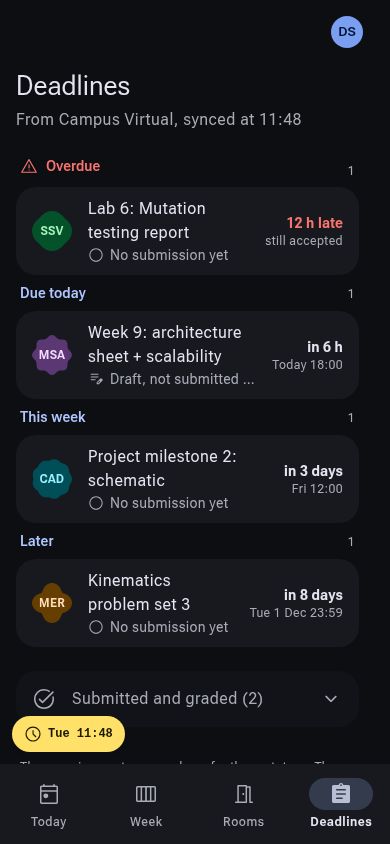 DS
Deadlines
From Campus Virtual, synced at 11:48
Overdue 1
SSV
Lab 6: Mutation
testing report
No submission yet
12 h late
still accepted
Due today 1
MSA
Week 9: architecture
sheet + scalability
Draft, not submitted ...
in 6 h
Today 18:00
This week 1
CAD
Project milestone 2:
schematic
No submission yet
in 3 days
Fri 12:00
Later 1
MER
Kinematics
problem set 3
No submission yet
in 8 days
Tue 1 Dec 23:59
Submitted and graded (2)
Tue 11:48
Today
Week
Rooms
Deadlines